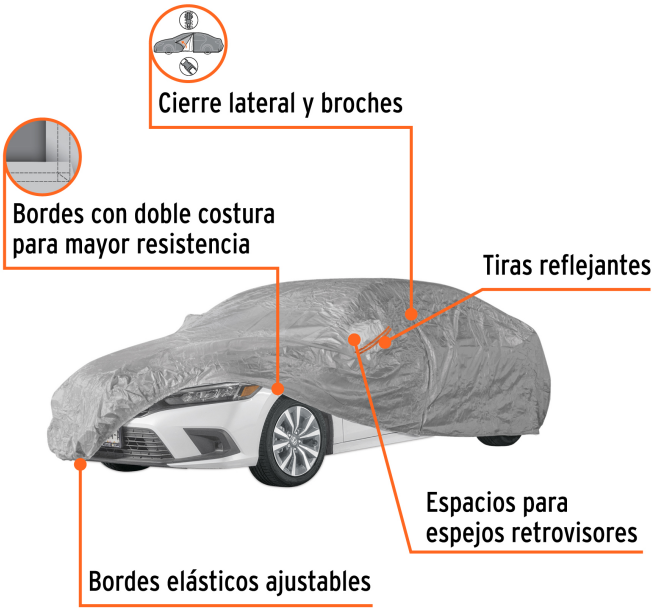 Cierre lateral y broches
Bordes con doble costura
para mayor resistencia
Tiras reflejantes
Espacios para
espejos retrovisores
Bordes elásticos ajustables